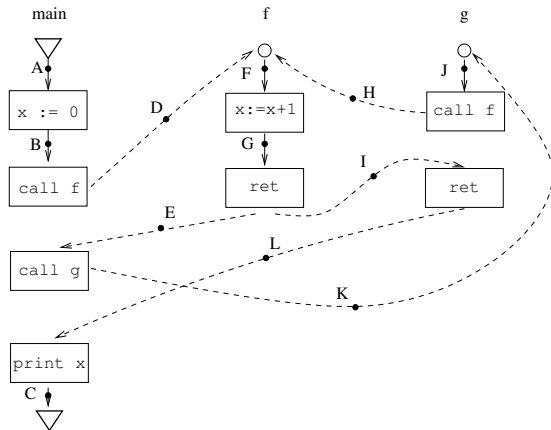 main f g
A F J
x := 0 D x:=x+1 H call f
B G
call f ret I ret
E
L
call g
K
print x
C